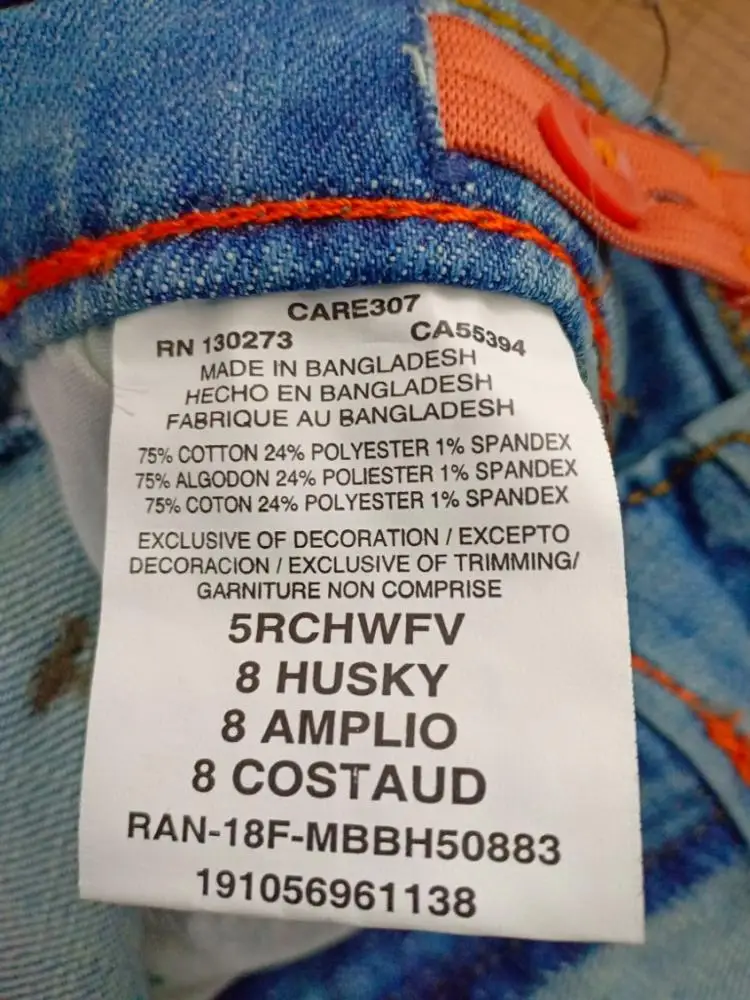 CARE307
RN 130273 CA55394
MADE IN BANGLADESH
HECHO EN BANGLADESH
FABRIQUE AU BANGLADESH
75% COTTON 24% POLYESTER 1% SPANDEX
75% ALGODON 24% POLIESTER 1% SPANDEX
75% COTON 24% POLYESTER 1% SPANDEX
EXCLUSIVE OF DECORATION / EXCEPTO
DECORACION / EXCLUSIVE OF TRIMMING/
GARNITURE NON COMPRISE
5RCHWFV
8 HUSKY
8 AMPLIO
8 COSTAUD
RAN-18F-MBBH50883
191056961138